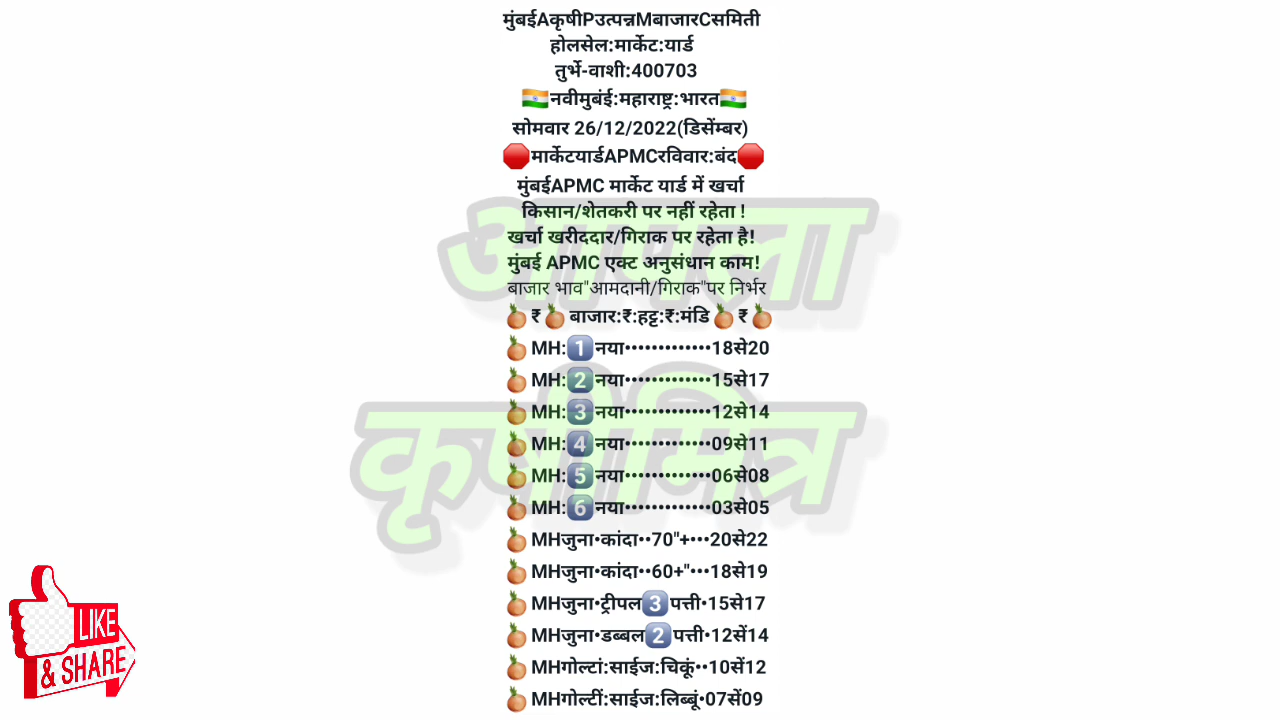 मुंबईAकृषीPउत्पन्नMबाजारCसमिती
होलसेल:मार्केट:यार्ड
तुर्भे-वाशी:400703
🇮🇳नवीमुबंई:महाराष्ट्र:भारत🇮🇳
सोमवार 26/12/2022(डिसेंम्बर)
🛑मार्केटयार्डAPMCरविवार:बंद🛑
मुंबईAPMC मार्केट यार्ड में खर्चा
किसान/शेतकरी पर नहीं रहेता !
खर्चा खरीददार/गिराक पर रहेता है!
मुंबई APMC एक्ट अनुसंधान काम!
बाजार भाव"आमदानी/गिराक"पर निर्भर
🧅₹🧅 बाजार:₹:हट्ट:₹:मंडि🧅₹🧅
🧅MH:1️⃣नया•••••••••••••18से20
🧅MH:2️⃣नया•••••••••••••15से17
🧅MH:3️⃣नया•••••••••••••12से14
🧅MH:4️⃣नया•••••••••••••09से11
🧅MH:5️⃣नया•••••••••••••06से08
🧅MH:6️⃣नया•••••••••••••03से05
🧅MHजुना•कांदा••70"+•••20से22
🧅MHजुना•कांदा••60+"•••18से19
🧅MHजुना•ट्रीपल3️⃣पत्ती•15से17
🧅MHजुना•डब्बल2️⃣पत्ती•12सें14
🧅MHगोल्टां:साईज:चिकूं••10सें12
🧅MHगोल्टीं:साईज:लिब्बूं•07सें09
आपला
कृषीमित्र
LIKE
& SHARE